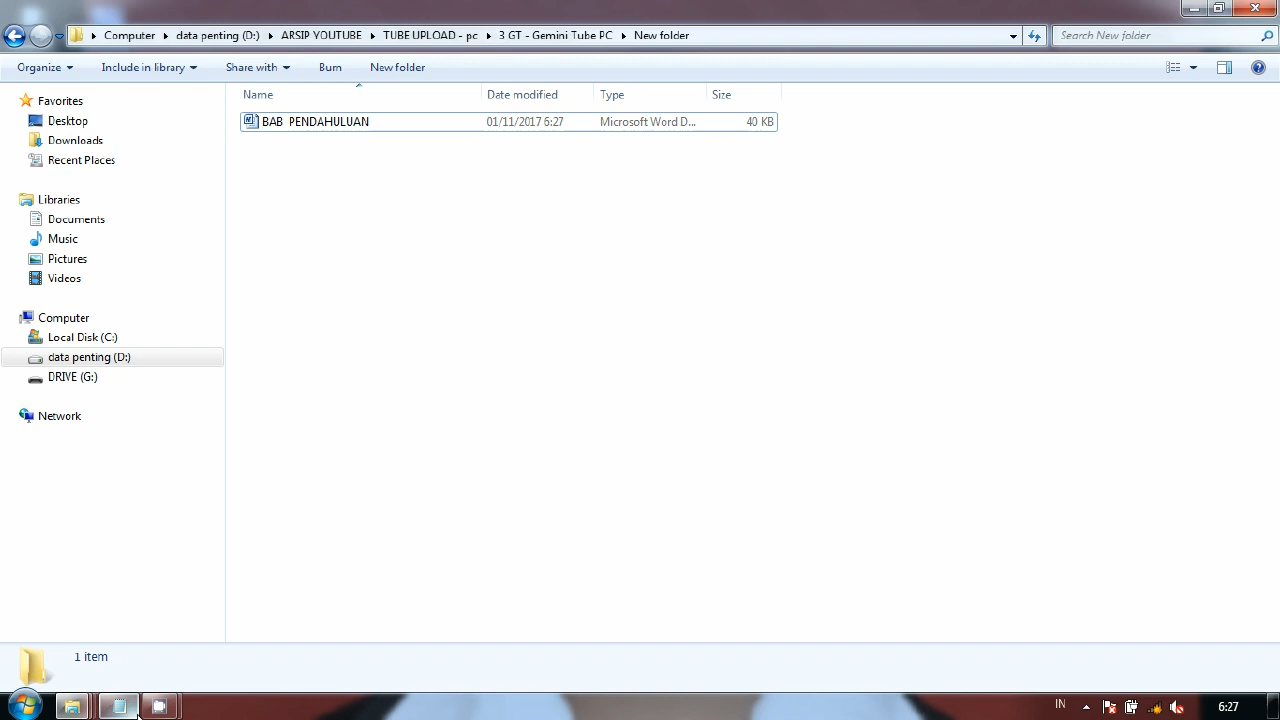 Computer ▸ data penting (D:) ▸ ARSIP YOUTUBE ▸ TUBE UPLOAD - pc ▸ 3 GT - Gemini Tube PC ▸ New folder
Search New folder
Organize Include in library Share with Burn New folder
Name Date modified Type Size
BAB PENDAHULUAN 01/11/2017 6:27 Microsoft Word D... 40 KB
Favorites
Desktop
Downloads
Recent Places
Libraries
Documents
Music
Pictures
Videos
Computer
Local Disk (C:)
data penting (D:)
DRIVE (G:)
Network
1 item
IN 6:27